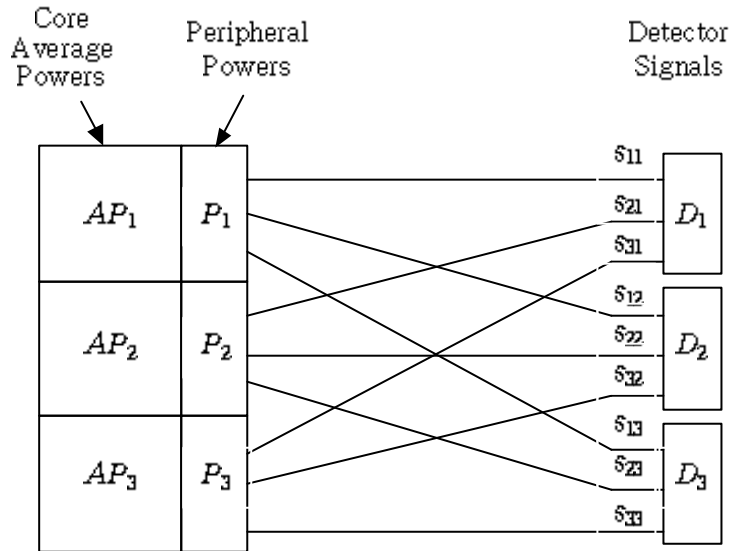 Core
Average
Powers
Peripheral
Powers
Detector
Signals
AP₁ P₁
AP₂ P₂
AP₃ P₃
s₁₁
s₂₁
s₃₁
D₁
s₁₂
s₂₂
s₃₂
D₂
s₁₃
s₂₃
s₃₃
D₃